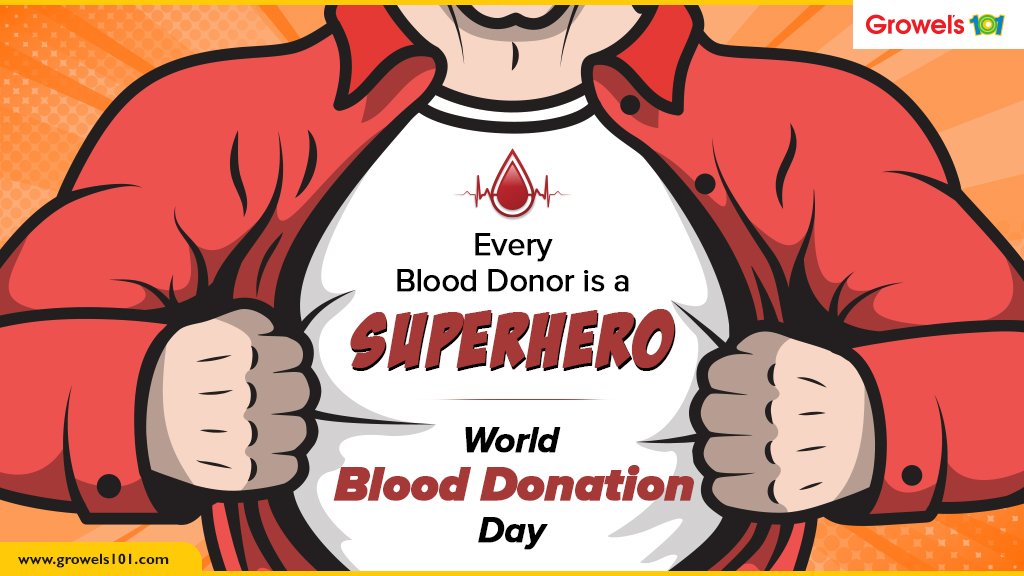 Growel's 101
Every
Blood Donor is a
SUPERHERO
World
Blood Donation
Day
www.growels101.com